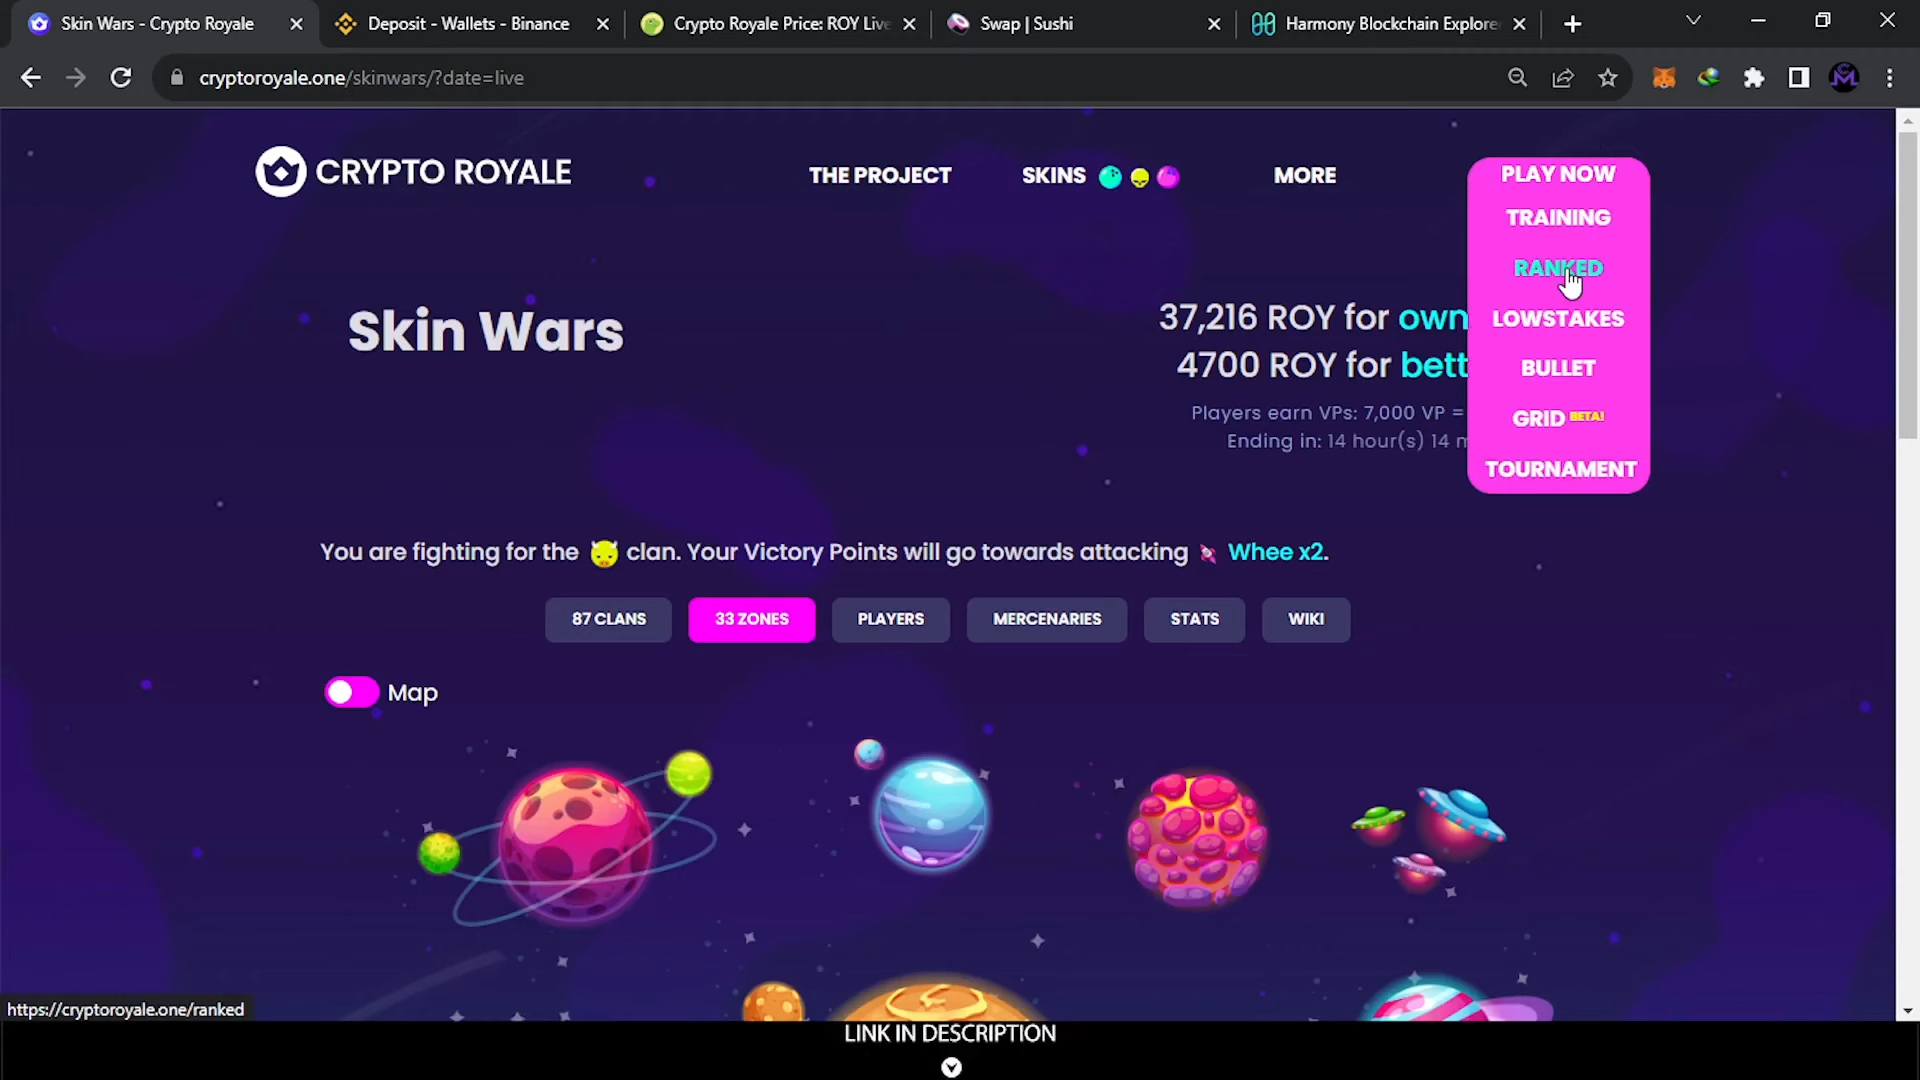 Skin Wars - Crypto Royale
Deposit - Wallets - Binance
Crypto Royale Price: ROY Live
Swap | Sushi
Harmony Blockchain Explore
cryptoroyale.one/skinwars/?date=live
CRYPTO ROYALE
THE PROJECT
SKINS
MORE
PLAY NOW
TRAINING
RANKED
LOWSTAKES
BULLET
GRID BETA!
TOURNAMENT
Skin Wars
37,216 ROY for own
4700 ROY for bett
Players earn VPs: 7,000 VP =
Ending in: 14 hour(s) 14 m
You are fighting for the clan. Your Victory Points will go towards attacking Whee x2.
87 CLANS
33 ZONES
PLAYERS
MERCENARIES
STATS
WIKI
Map
https://cryptoroyale.one/ranked
LINK IN DESCRIPTION